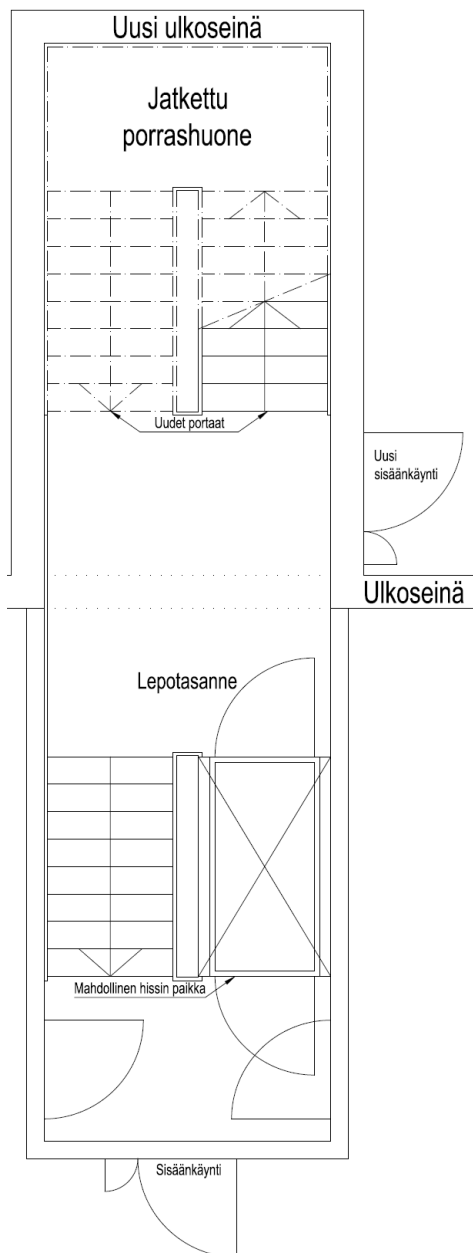 Uusi ulkoseinä
Jatkettu
porrashuone
Uudet portaat
Uusi
sisäänkäynti
Ulkoseinä
Lepotasanne
Mahdollinen hissin paikka
Sisäänkäynti